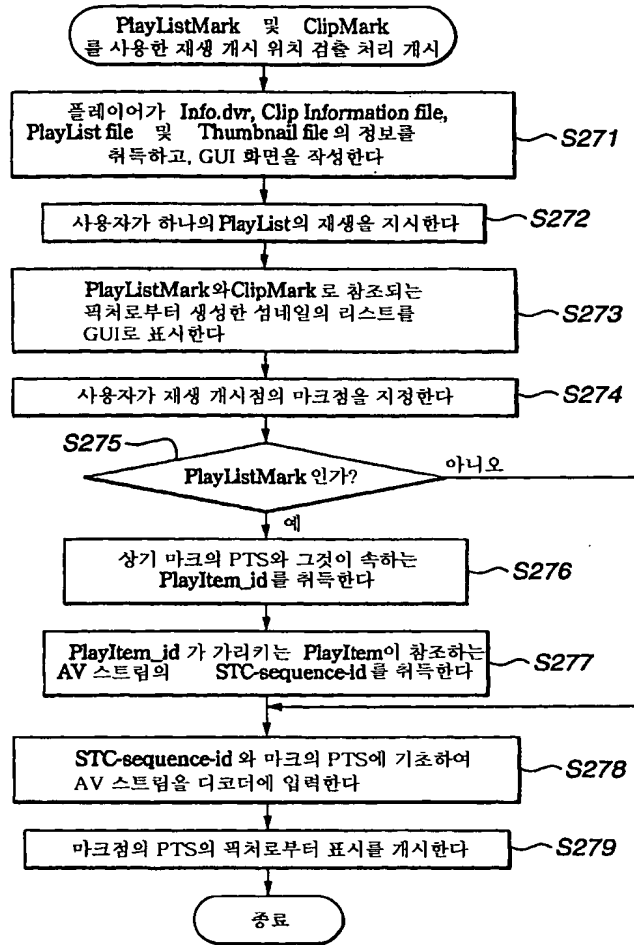 PlayListMark 및 ClipMark
를 사용한 재생 개시 위치 검출 처리 개시
플레이어가 Info.dvr, Clip Information file,
PlayList file 및 Thumbnail file 의 정보를
취득하고, GUI 화면을 작성한다
S271
사용자가 하나의 PlayList의 재생을 지시한다
S272
PlayListMark와 ClipMark 로 참조되는
픽처로부터 생성한 섬네일의 리스트를
GUI로 표시한다
S273
사용자가 재생 개시점의 마크점을 지정한다
S274
S275
PlayListMark 인가?
아니오
예
상기 마크의 PTS와 그것이 속하는
PlayItem_id 를 취득한다
S276
PlayItem_id 가 가리키는 PlayItem이 참조하는
AV 스트림의 STC-sequence-id 를 취득한다
S277
STC-sequence-id 와 마크의 PTS에 기초하여
AV 스트림을 디코더에 입력한다
S278
마크점의 PTS의 픽처로부터 표시를 개시한다
S279
종료